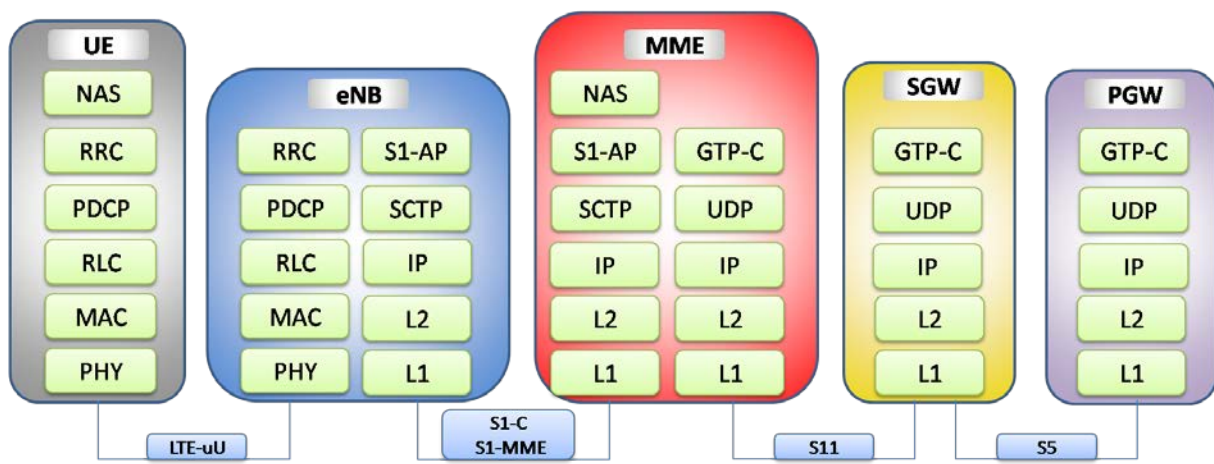 UE
NAS
RRC
PDCP
RLC
MAC
PHY
eNB
RRC S1-AP
PDCP SCTP
RLC IP
MAC L2
PHY L1
MME
NAS
S1-AP GTP-C
SCTP UDP
IP IP
L2 L2
L1 L1
SGW
GTP-C
UDP
IP
L2
L1
PGW
GTP-C
UDP
IP
L2
L1
LTE-uU
S1-C
S1-MME
S11
S5